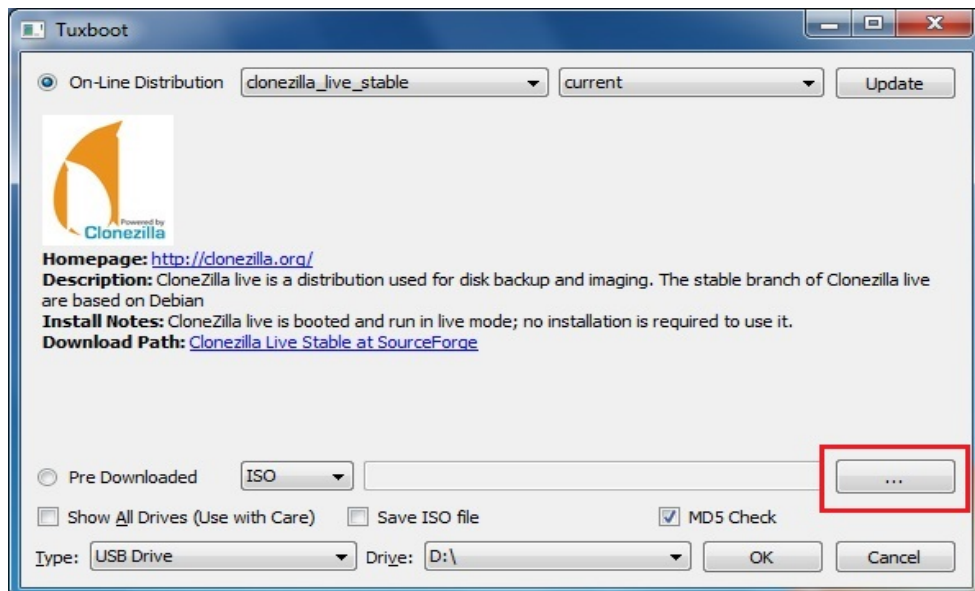 Tuxboot
On-Line Distribution clonezilla_live_stable current Update
Powered by
Clonezilla
Homepage: http://clonezilla.org/
Description: CloneZilla live is a distribution used for disk backup and imaging. The stable branch of Clonezilla live
are based on Debian
Install Notes: CloneZilla live is booted and run in live mode; no installation is required to use it.
Download Path: Clonezilla Live Stable at SourceForge
Pre Downloaded ISO ...
Show All Drives (Use with Care) Save ISO file MD5 Check
Type: USB Drive Drive: D:\ OK Cancel